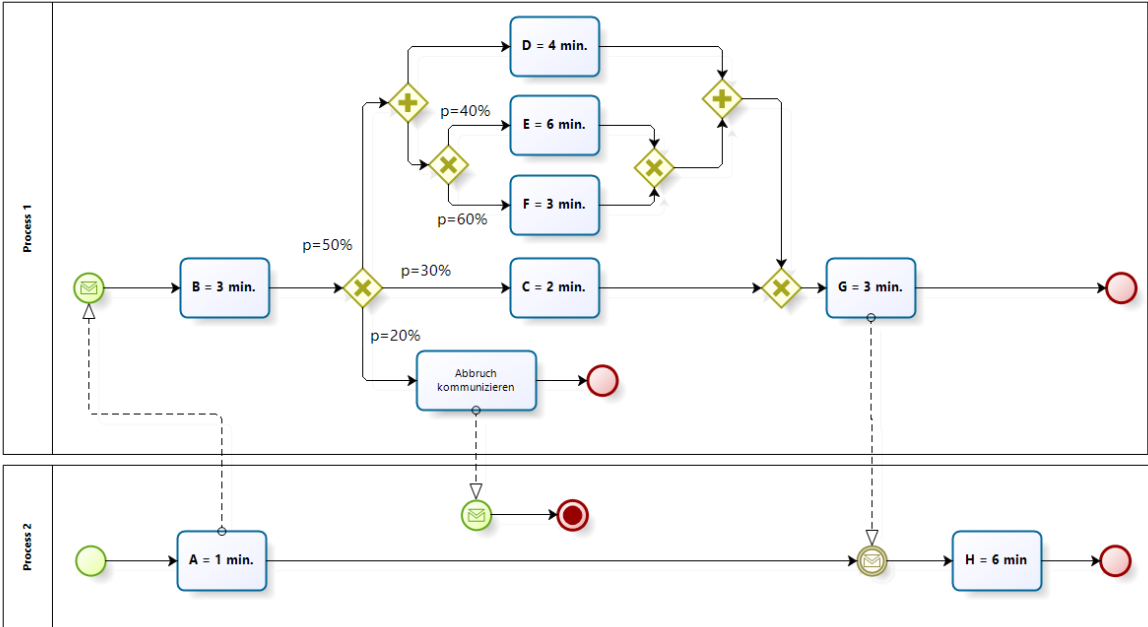 Process 1
D = 4 min.
p=40%
E = 6 min.
F = 3 min.
p=60%
p=50%
B = 3 min.
p=30%
C = 2 min.
G = 3 min.
p=20%
Abbruch
kommunizieren
Process 2
A = 1 min.
H = 6 min